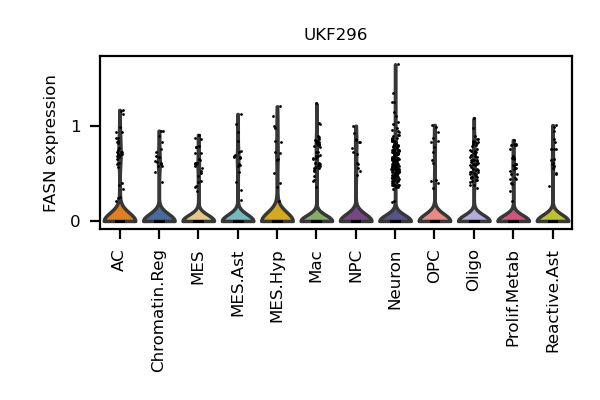 UKF296
FASN expression
1
0
AC
Chromatin.Reg
MES
MES.Ast
MES.Hyp
Mac
NPC
Neuron
OPC
Oligo
Prolif.Metab
Reactive.Ast